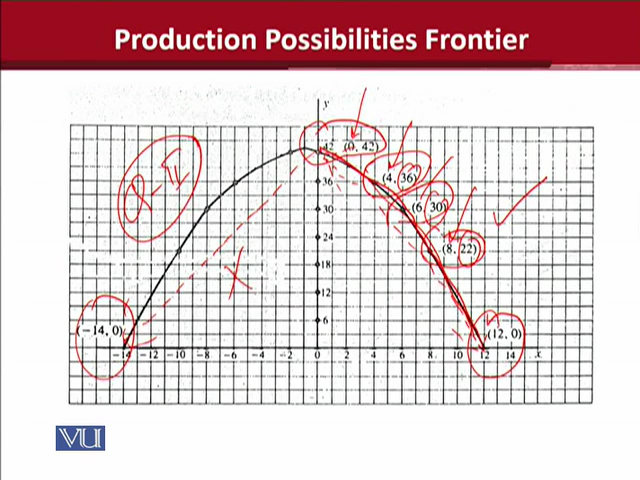 Production Possibilities Frontier
y
42 (0, 42)
(4, 36)
36
(6, 30)
30
24
(8, 22)
18
12
6
(−14, 0)
(12, 0)
−14 −12 −10 −8 −6 −4 −2 0 2 4 6 8 10 12 14 x
X
VU